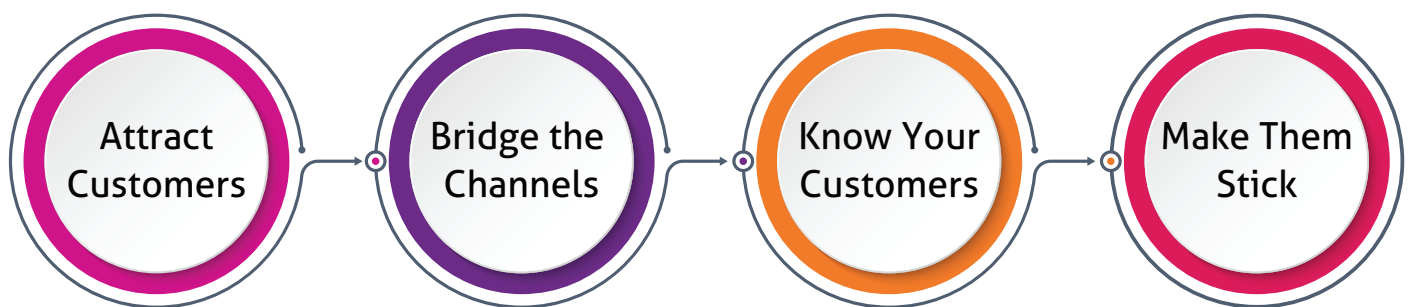 Attract
Customers
Bridge the
Channels
Know Your
Customers
Make Them
Stick